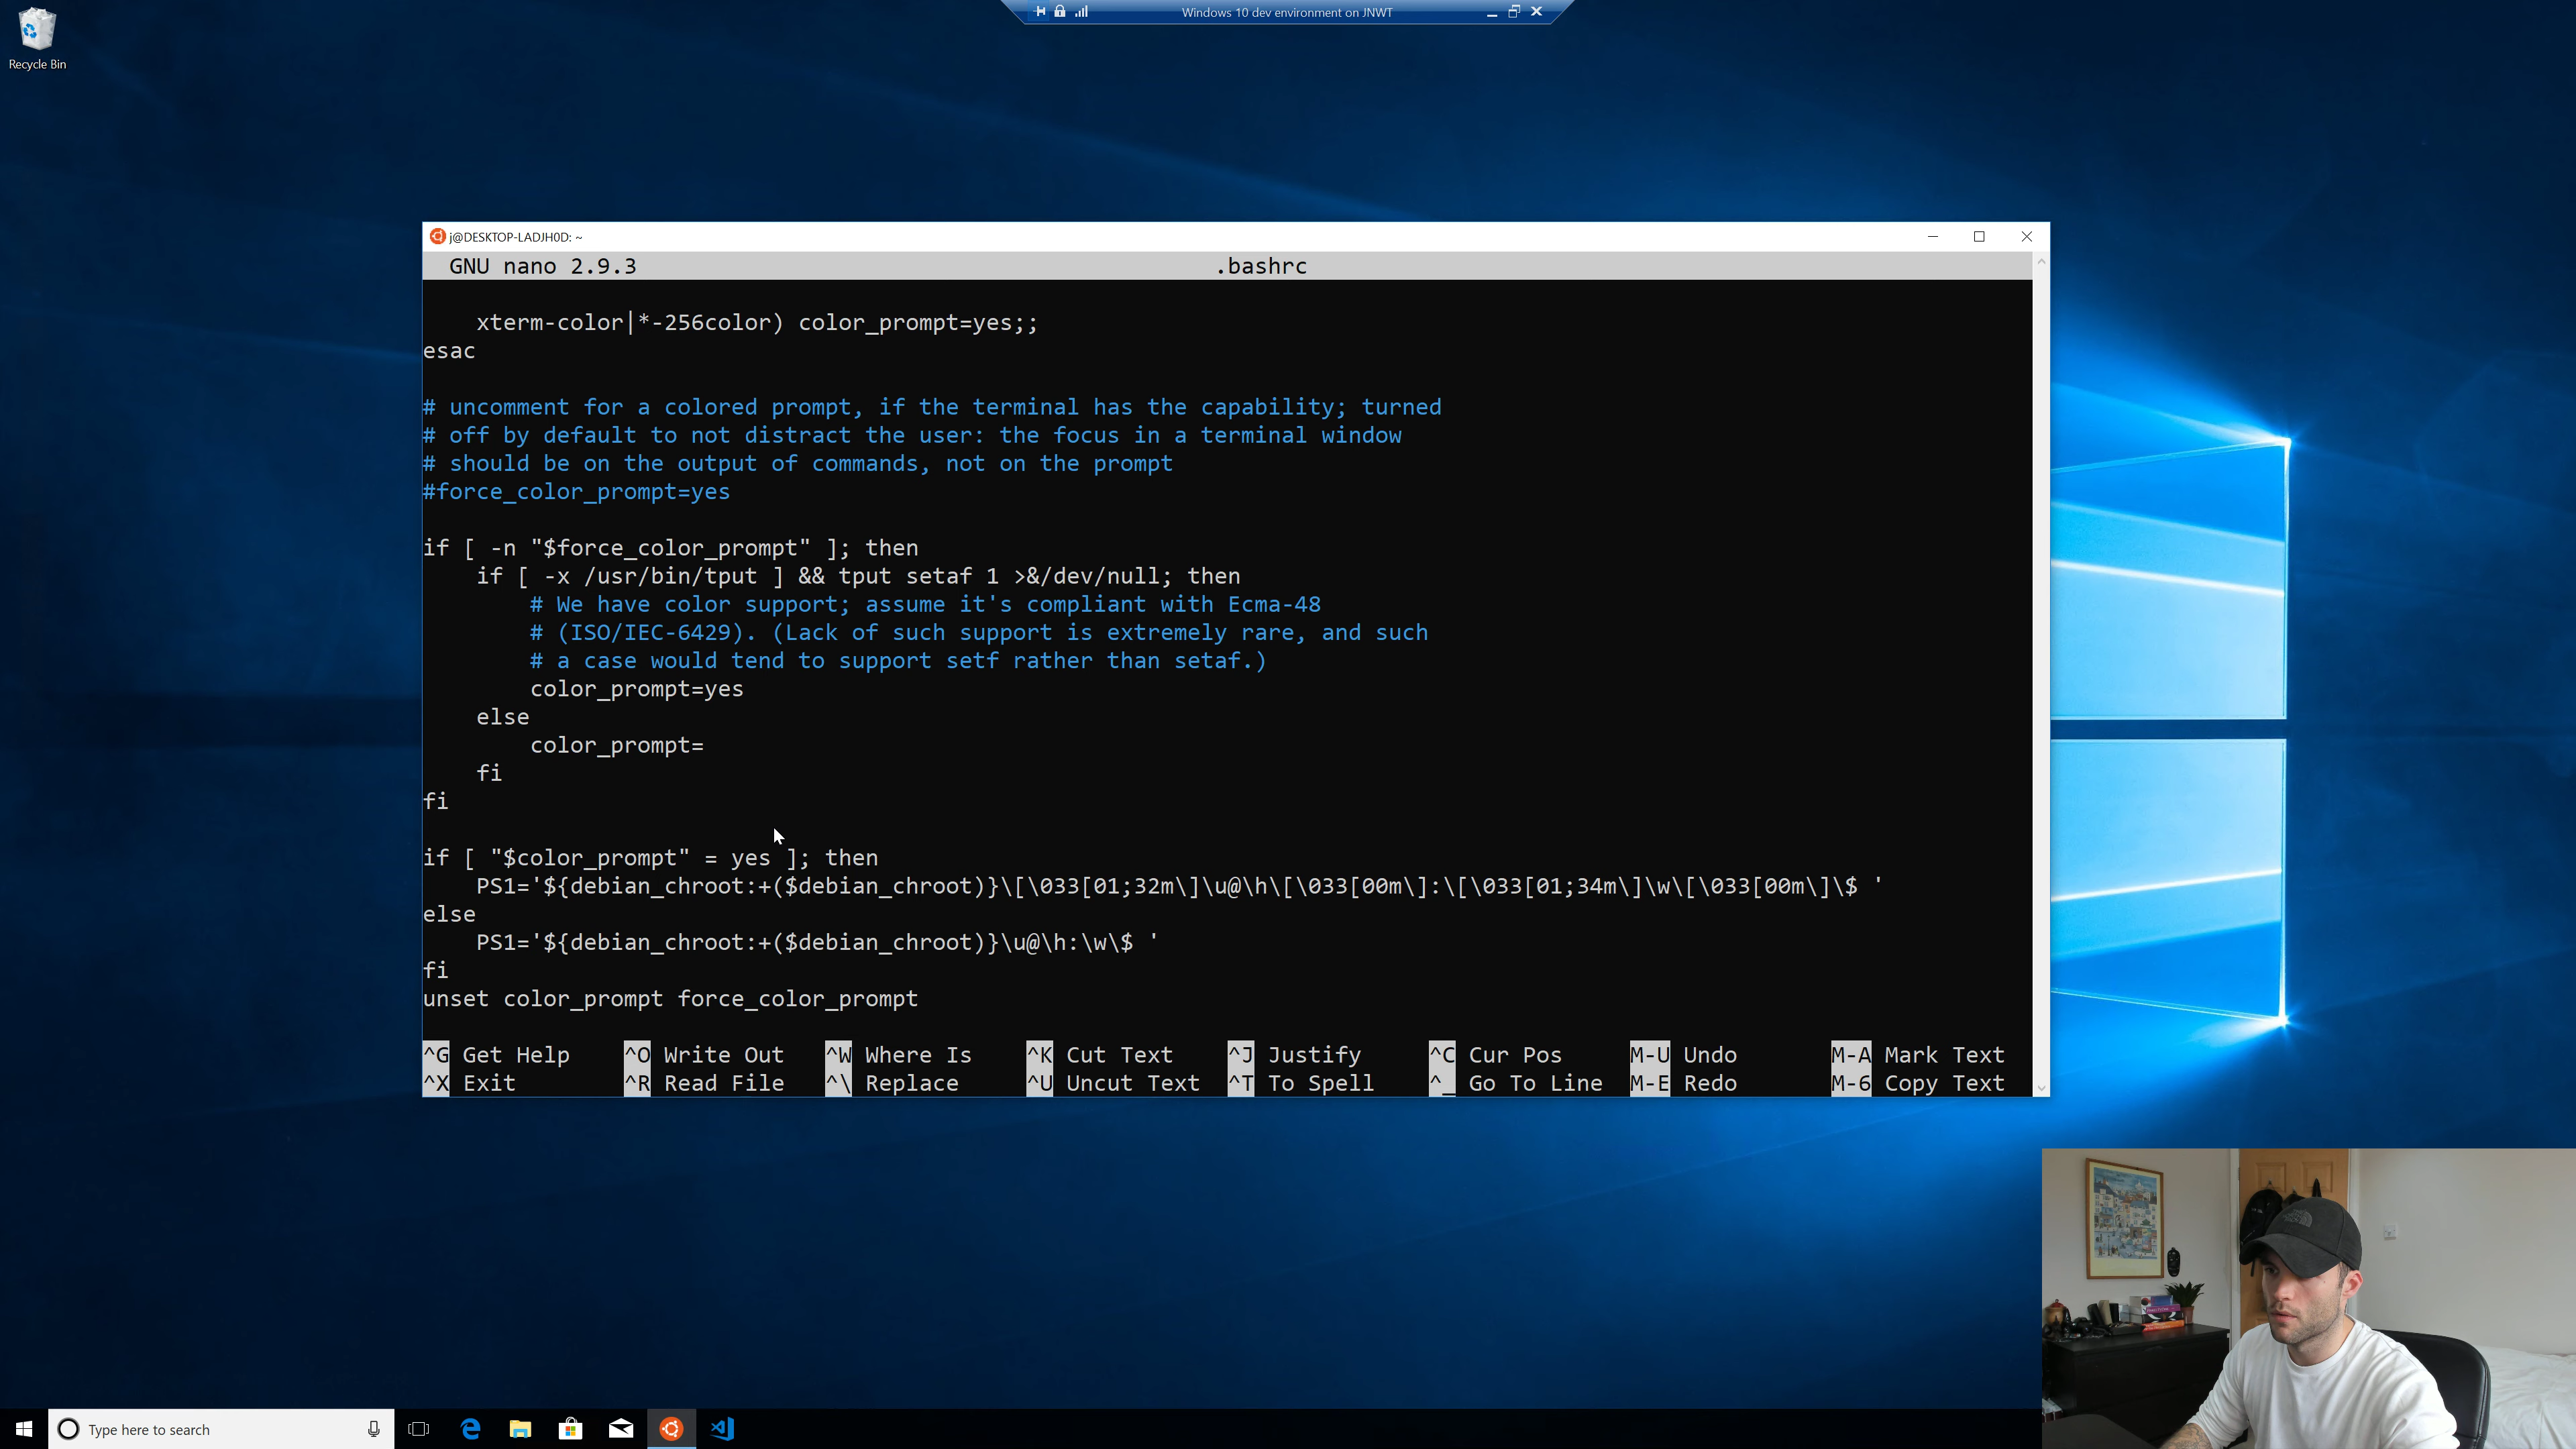 Windows 10 dev environment on JNWT
Recycle Bin
j@DESKTOP-LADJH0D: ~
GNU nano 2.9.3 .bashrc
xterm-color|*-256color) color_prompt=yes;;
esac
# uncomment for a colored prompt, if the terminal has the capability; turned
# off by default to not distract the user: the focus in a terminal window
# should be on the output of commands, not on the prompt
#force_color_prompt=yes
if [ -n "$force_color_prompt" ]; then
if [ -x /usr/bin/tput ] && tput setaf 1 >&/dev/null; then
# We have color support; assume it's compliant with Ecma-48
# (ISO/IEC-6429). (Lack of such support is extremely rare, and such
# a case would tend to support setf rather than setaf.)
color_prompt=yes
else
color_prompt=
fi
fi
if [ "$color_prompt" = yes ]; then
PS1='${debian_chroot:+($debian_chroot)}\[\033[01;32m\]\u@\h\[\033[00m\]:\[\033[01;34m\]\w\[\033[00m\]\$ '
else
PS1='${debian_chroot:+($debian_chroot)}\u@\h:\w\$ '
fi
unset color_prompt force_color_prompt
^G Get Help ^O Write Out ^W Where Is ^K Cut Text ^J Justify ^C Cur Pos M-U Undo M-A Mark Text
^X Exit ^R Read File ^\ Replace ^U Uncut Text ^T To Spell ^_ Go To Line M-E Redo M-6 Copy Text
Type here to search